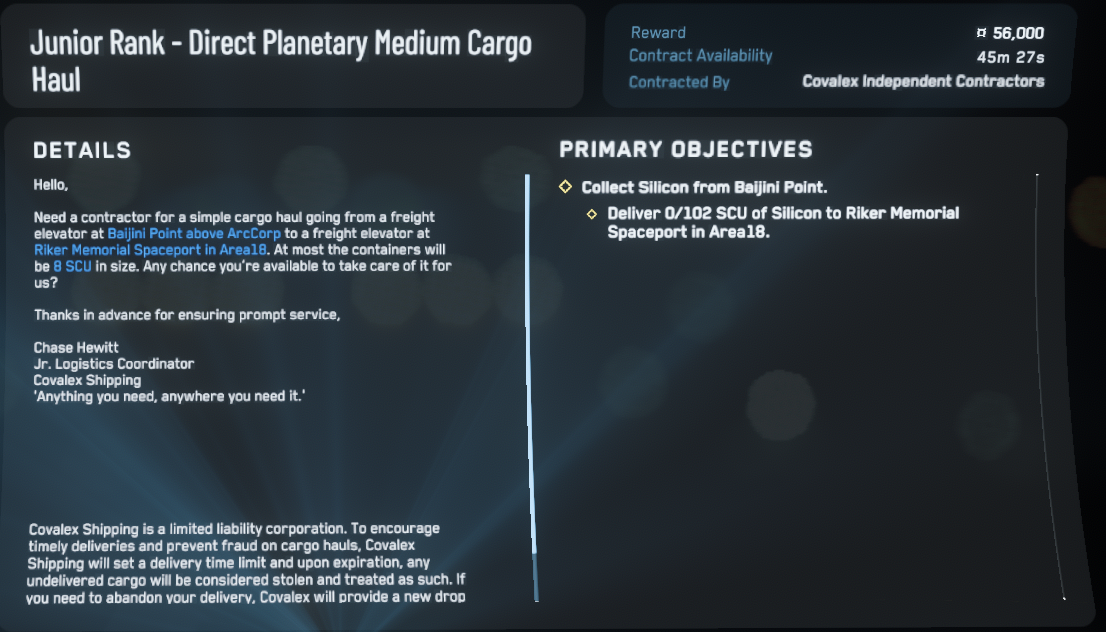 Junior Rank - Direct Planetary Medium Cargo
Haul
Reward ¤ 56,000
Contract Availability 45m 27s
Contracted By Covalex Independent Contractors
DETAILS
Hello,
Need a contractor for a simple cargo haul going from a freight
elevator at Baijini Point above ArcCorp to a freight elevator at
Riker Memorial Spaceport in Area18. At most the containers will
be 8 SCU in size. Any chance you're available to take care of it for
us?
Thanks in advance for ensuring prompt service,
Chase Hewitt
Jr. Logistics Coordinator
Covalex Shipping
'Anything you need, anywhere you need it.'
Covalex Shipping is a limited liability corporation. To encourage
timely deliveries and prevent fraud on cargo hauls, Covalex
Shipping will set a delivery time limit and upon expiration, any
undelivered cargo will be considered stolen and treated as such. If
you need to abandon your delivery, Covalex will provide a new drop
PRIMARY OBJECTIVES
Collect Silicon from Baijini Point.
Deliver 0/102 SCU of Silicon to Riker Memorial
Spaceport in Area18.